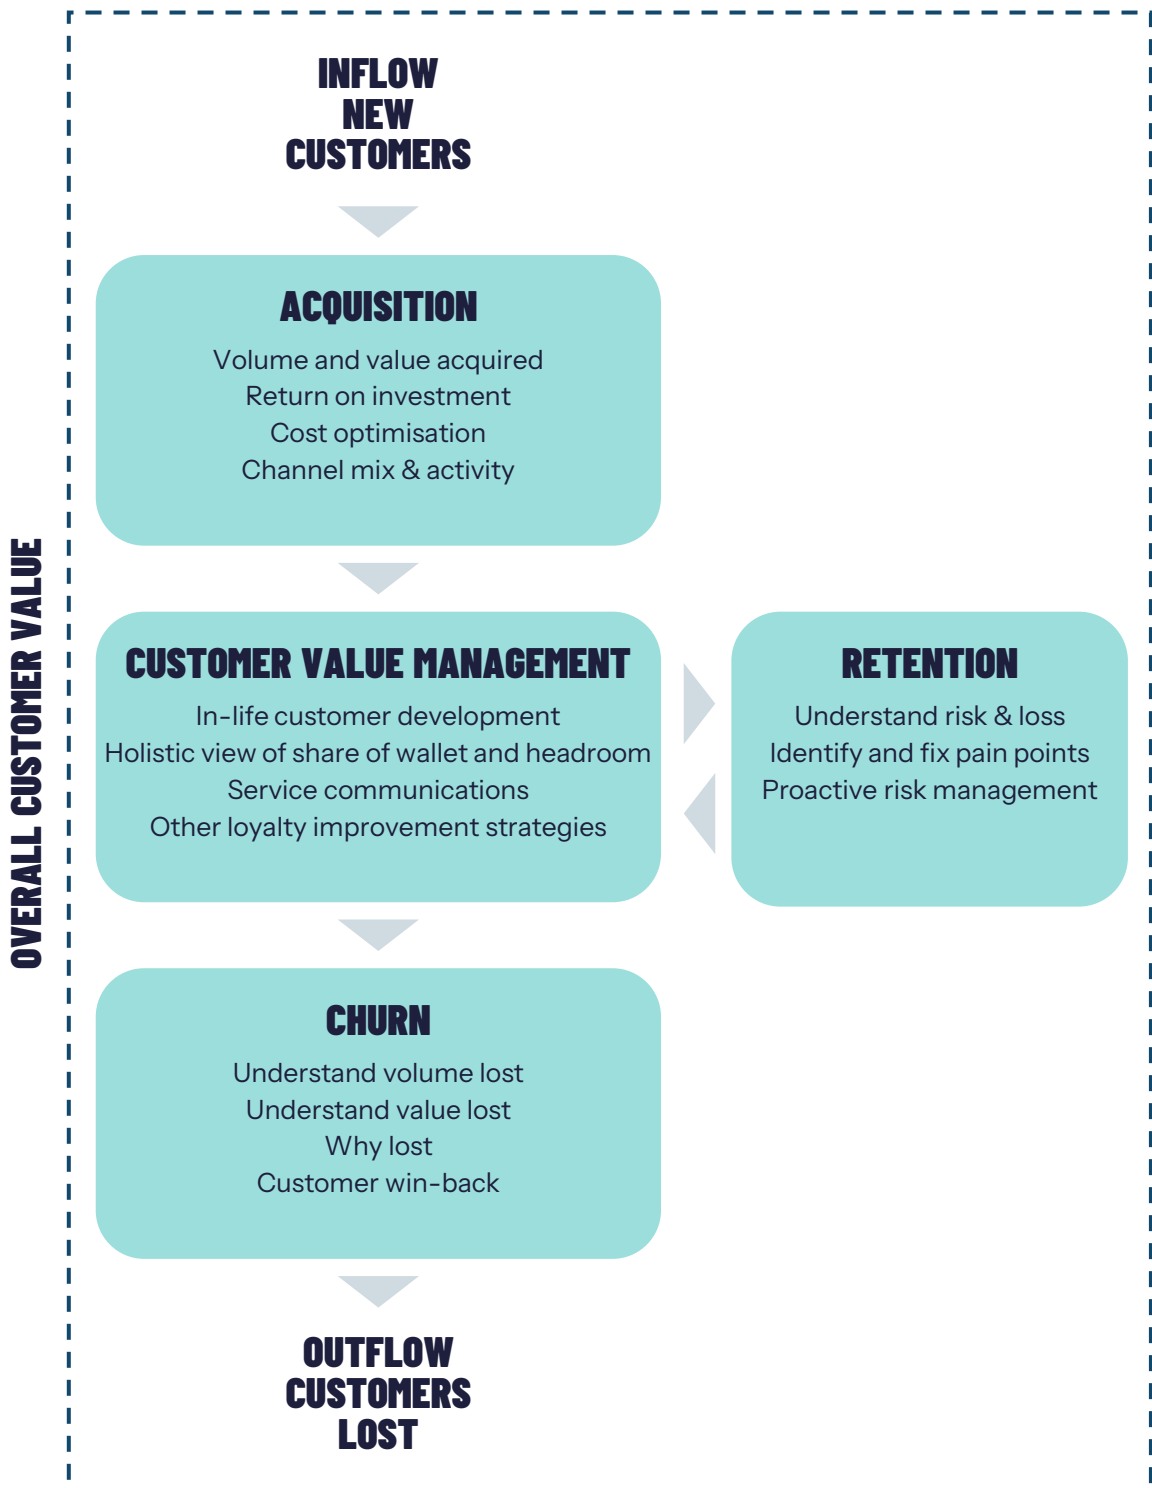 OVERALL CUSTOMER VALUE
INFLOW
NEW
CUSTOMERS
ACQUISITION
Volume and value acquired
Return on investment
Cost optimisation
Channel mix & activity
CUSTOMER VALUE MANAGEMENT
In-life customer development
Holistic view of share of wallet and headroom
Service communications
Other loyalty improvement strategies
RETENTION
Understand risk & loss
Identify and fix pain points
Proactive risk management
CHURN
Understand volume lost
Understand value lost
Why lost
Customer win-back
OUTFLOW
CUSTOMERS
LOST